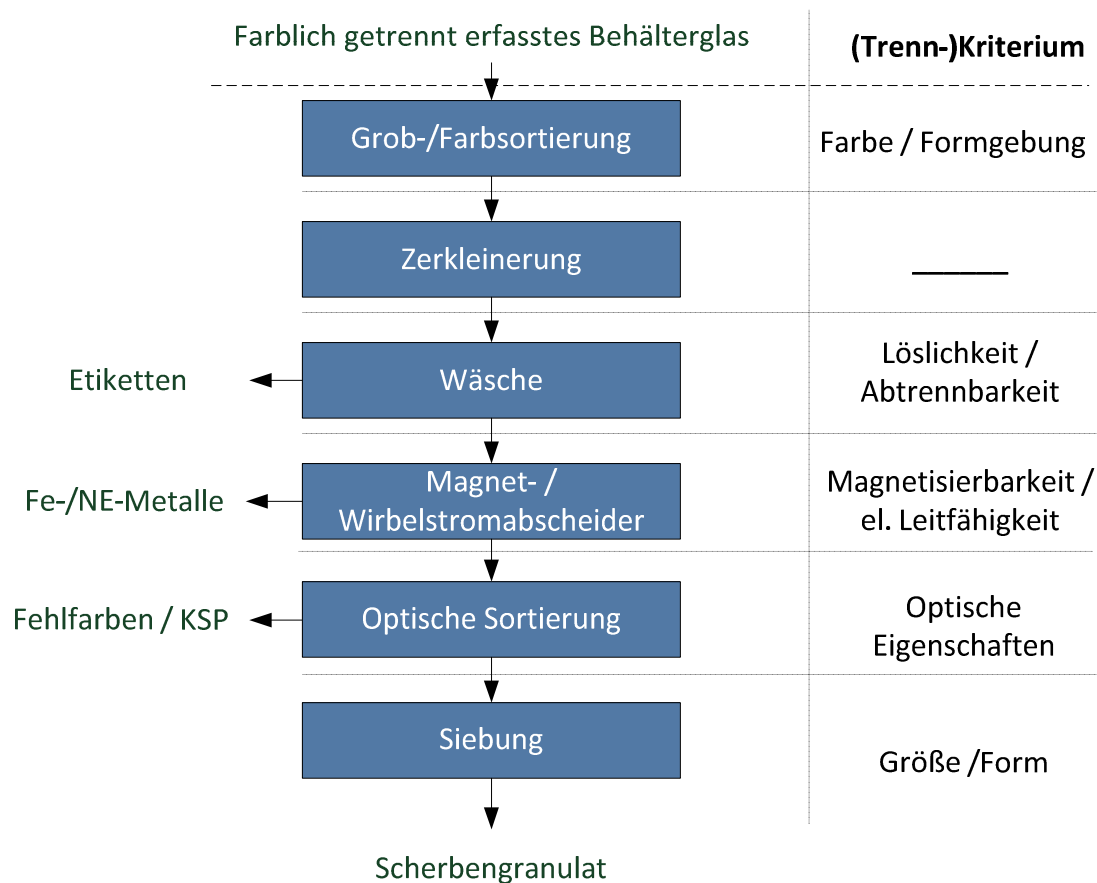 Farblich getrennt erfasstes Behälterglas
(Trenn-)Kriterium
Grob-/Farbsortierung
Farbe / Formgebung
Zerkleinerung
______
Etiketten
Wäsche
Löslichkeit /
Abtrennbarkeit
Fe-/NE-Metalle
Magnet- /
Wirbelstromabscheider
Magnetisierbarkeit /
el. Leitfähigkeit
Fehlfarben / KSP
Optische Sortierung
Optische
Eigenschaften
Siebung
Größe /Form
Scherbengranulat